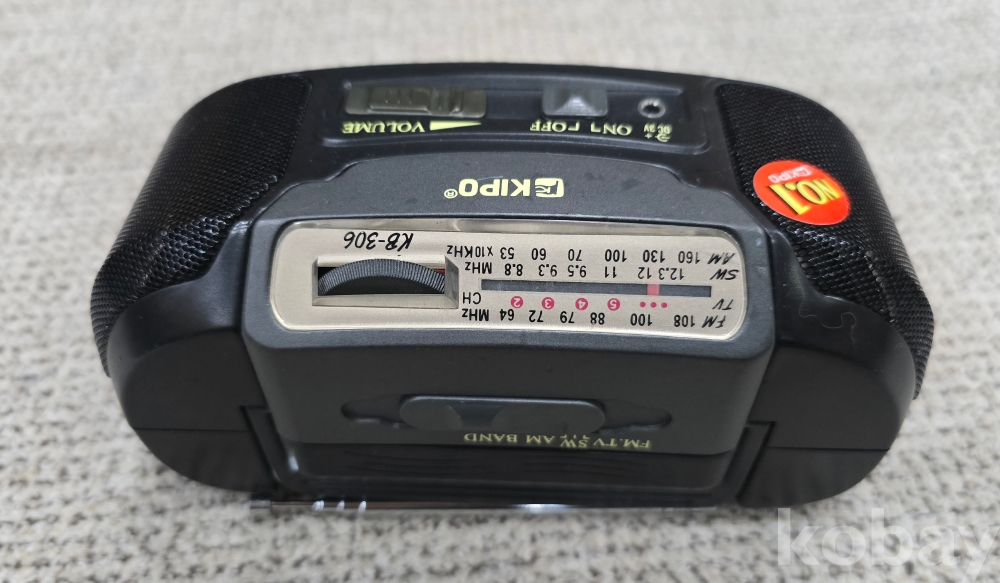 FM.TV SW AM BAND
FM 108 100 88 79 72 64 MHz
TV 5 4 3 2 CH
SW 12.3 12 11 9.5 9.3 8.8 MHz
AM 160 130 100 70 60 53 x10KHz
KB-306
KIPO®
NO.1
KIPO
DC 3V
ON OFF
VOLUME
kobay